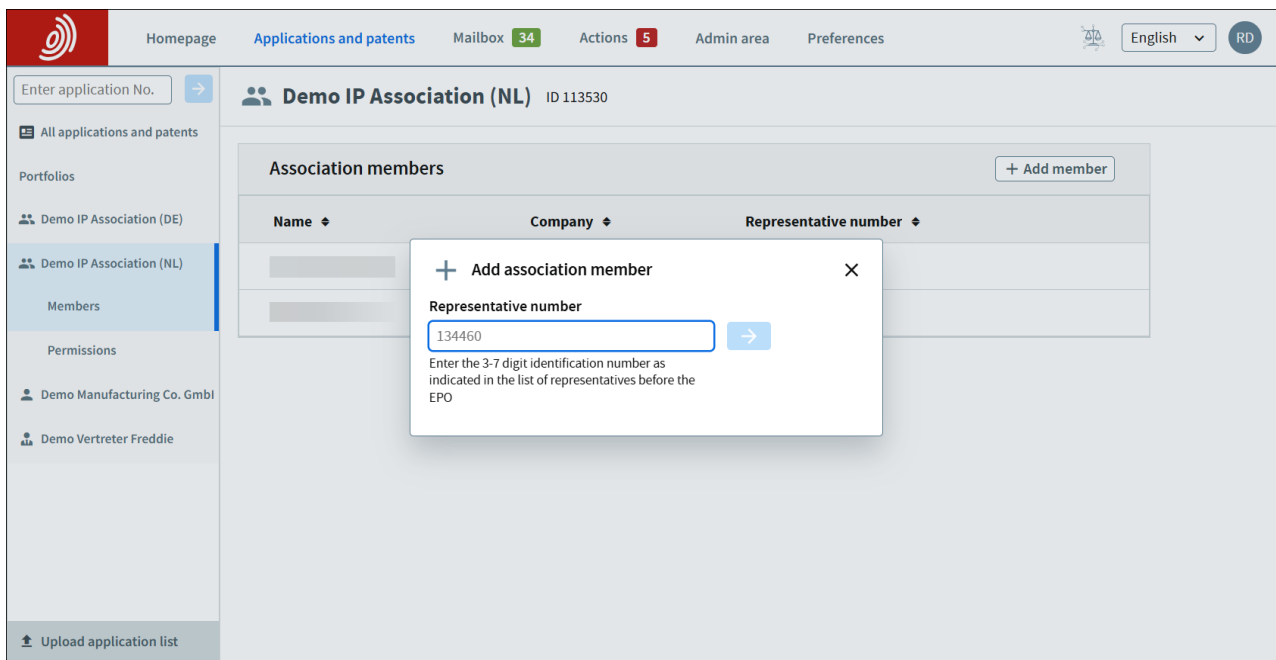 Homepage
Applications and patents
Mailbox 34
Actions 5
Admin area
Preferences
English
RD
Enter application No.
All applications and patents
Portfolios
Demo IP Association (DE)
Demo IP Association (NL)
Members
Permissions
Demo Manufacturing Co. Gmbl
Demo Vertreter Freddie
Upload application list
Demo IP Association (NL) ID 113530
Association members
+ Add member
Name
Company
Representative number
Add association member
Representative number
134460
Enter the 3-7 digit identification number as
indicated in the list of representatives before the
EPO